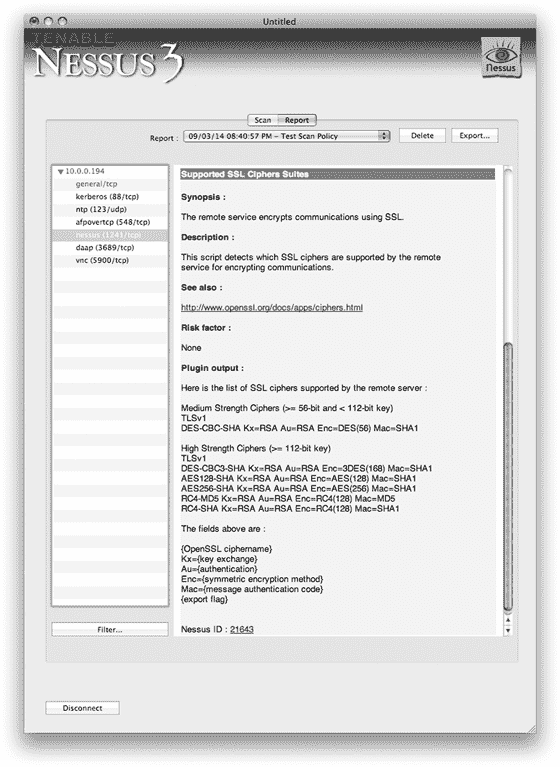 Untitled
TENABLE
NESSUS 3
Nessus
Scan Report
Report : 09/03/14 08:40:57 PM – Test Scan Policy Delete Export...
10.0.0.194
general/tcp
kerberos (88/tcp)
ntp (123/udp)
afpovertcp (548/tcp)
nessus (1241/tcp)
daap (3689/tcp)
vnc (5900/tcp)
Filter...
Supported SSL Ciphers Suites
Synopsis :
The remote service encrypts communications using SSL.
Description :
This script detects which SSL ciphers are supported by the remote
service for encrypting communications.
See also :
http://www.openssl.org/docs/apps/ciphers.html
Risk factor :
None
Plugin output :
Here is the list of SSL ciphers supported by the remote server :
Medium Strength Ciphers (>= 56-bit and < 112-bit key)
TLSv1
DES-CBC-SHA Kx=RSA Au=RSA Enc=DES(56) Mac=SHA1
High Strength Ciphers (>= 112-bit key)
TLSv1
DES-CBC3-SHA Kx=RSA Au=RSA Enc=3DES(168) Mac=SHA1
AES128-SHA Kx=RSA Au=RSA Enc=AES(128) Mac=SHA1
AES256-SHA Kx=RSA Au=RSA Enc=AES(256) Mac=SHA1
RC4-MD5 Kx=RSA Au=RSA Enc=RC4(128) Mac=MD5
RC4-SHA Kx=RSA Au=RSA Enc=RC4(128) Mac=SHA1
The fields above are :
{OpenSSL ciphername}
Kx={key exchange}
Au={authentication}
Enc={symmetric encryption method}
Mac={message authentication code}
{export flag}
Nessus ID : 21643
Disconnect